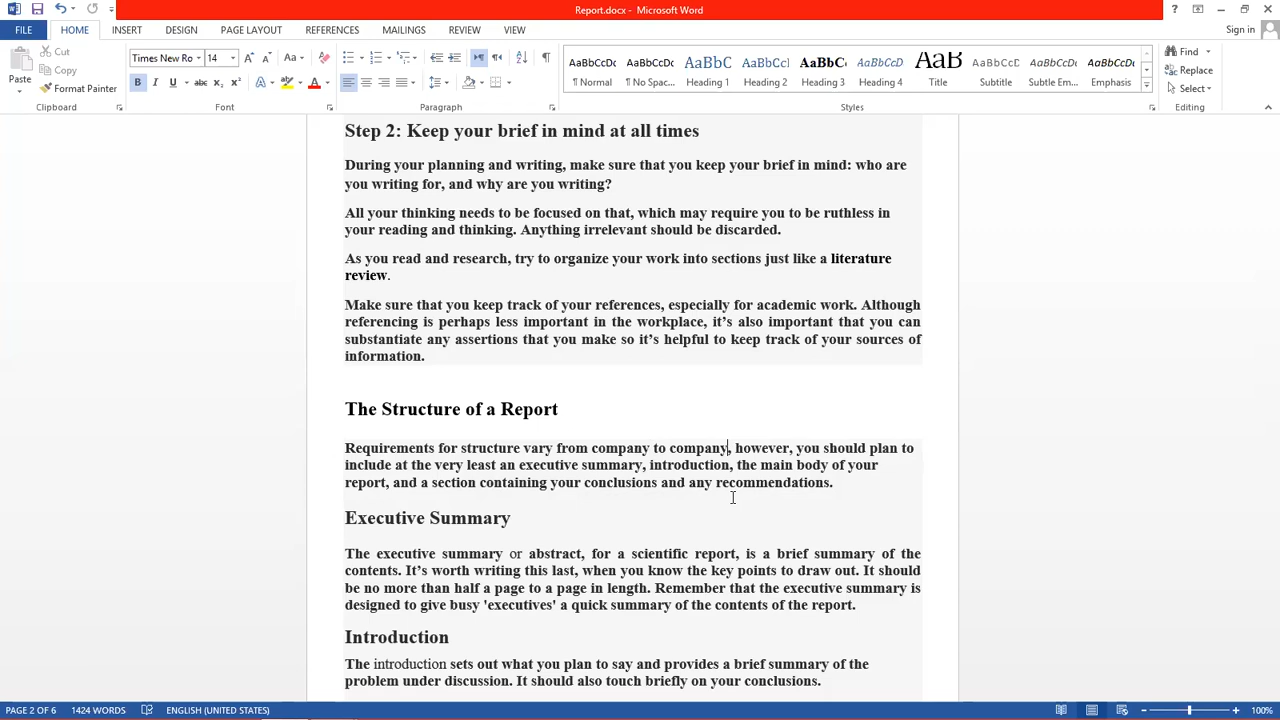 Report.docx - Microsoft Word
?
FILE HOME INSERT DESIGN PAGE LAYOUT REFERENCES MAILINGS REVIEW VIEW Sign in
Paste
Cut
Copy
Format Painter
Clipboard
Times New Ro 14 Aa
B I U abc x₂ x² A ab A
Font
Paragraph
AaBbCcDc AaBbCcDc AaBbC AaBbCcL AaBbCc AaBbCcDc AaB AaBbCcDc AaBbCcDc AaBbCcDc
¶ Normal ¶ No Spac... Heading 1 Heading 2 Heading 3 Heading 4 Title Subtitle Subtle Em... Emphasis
Styles
Find
Replace
Select
Editing
Step 2: Keep your brief in mind at all times
During your planning and writing, make sure that you keep your brief in mind: who are
you writing for, and why are you writing?
All your thinking needs to be focused on that, which may require you to be ruthless in
your reading and thinking. Anything irrelevant should be discarded.
As you read and research, try to organize your work into sections just like a literature
review.
Make sure that you keep track of your references, especially for academic work. Although
referencing is perhaps less important in the workplace, it’s also important that you can
substantiate any assertions that you make so it’s helpful to keep track of your sources of
information.
The Structure of a Report
Requirements for structure vary from company to company, however, you should plan to
include at the very least an executive summary, introduction, the main body of your
report, and a section containing your conclusions and any recommendations.
Executive Summary
The executive summary or abstract, for a scientific report, is a brief summary of the
contents. It’s worth writing this last, when you know the key points to draw out. It should
be no more than half a page to a page in length. Remember that the executive summary is
designed to give busy 'executives' a quick summary of the contents of the report.
Introduction
The introduction sets out what you plan to say and provides a brief summary of the
problem under discussion. It should also touch briefly on your conclusions.
PAGE 2 OF 6 1424 WORDS ENGLISH (UNITED STATES) 100%